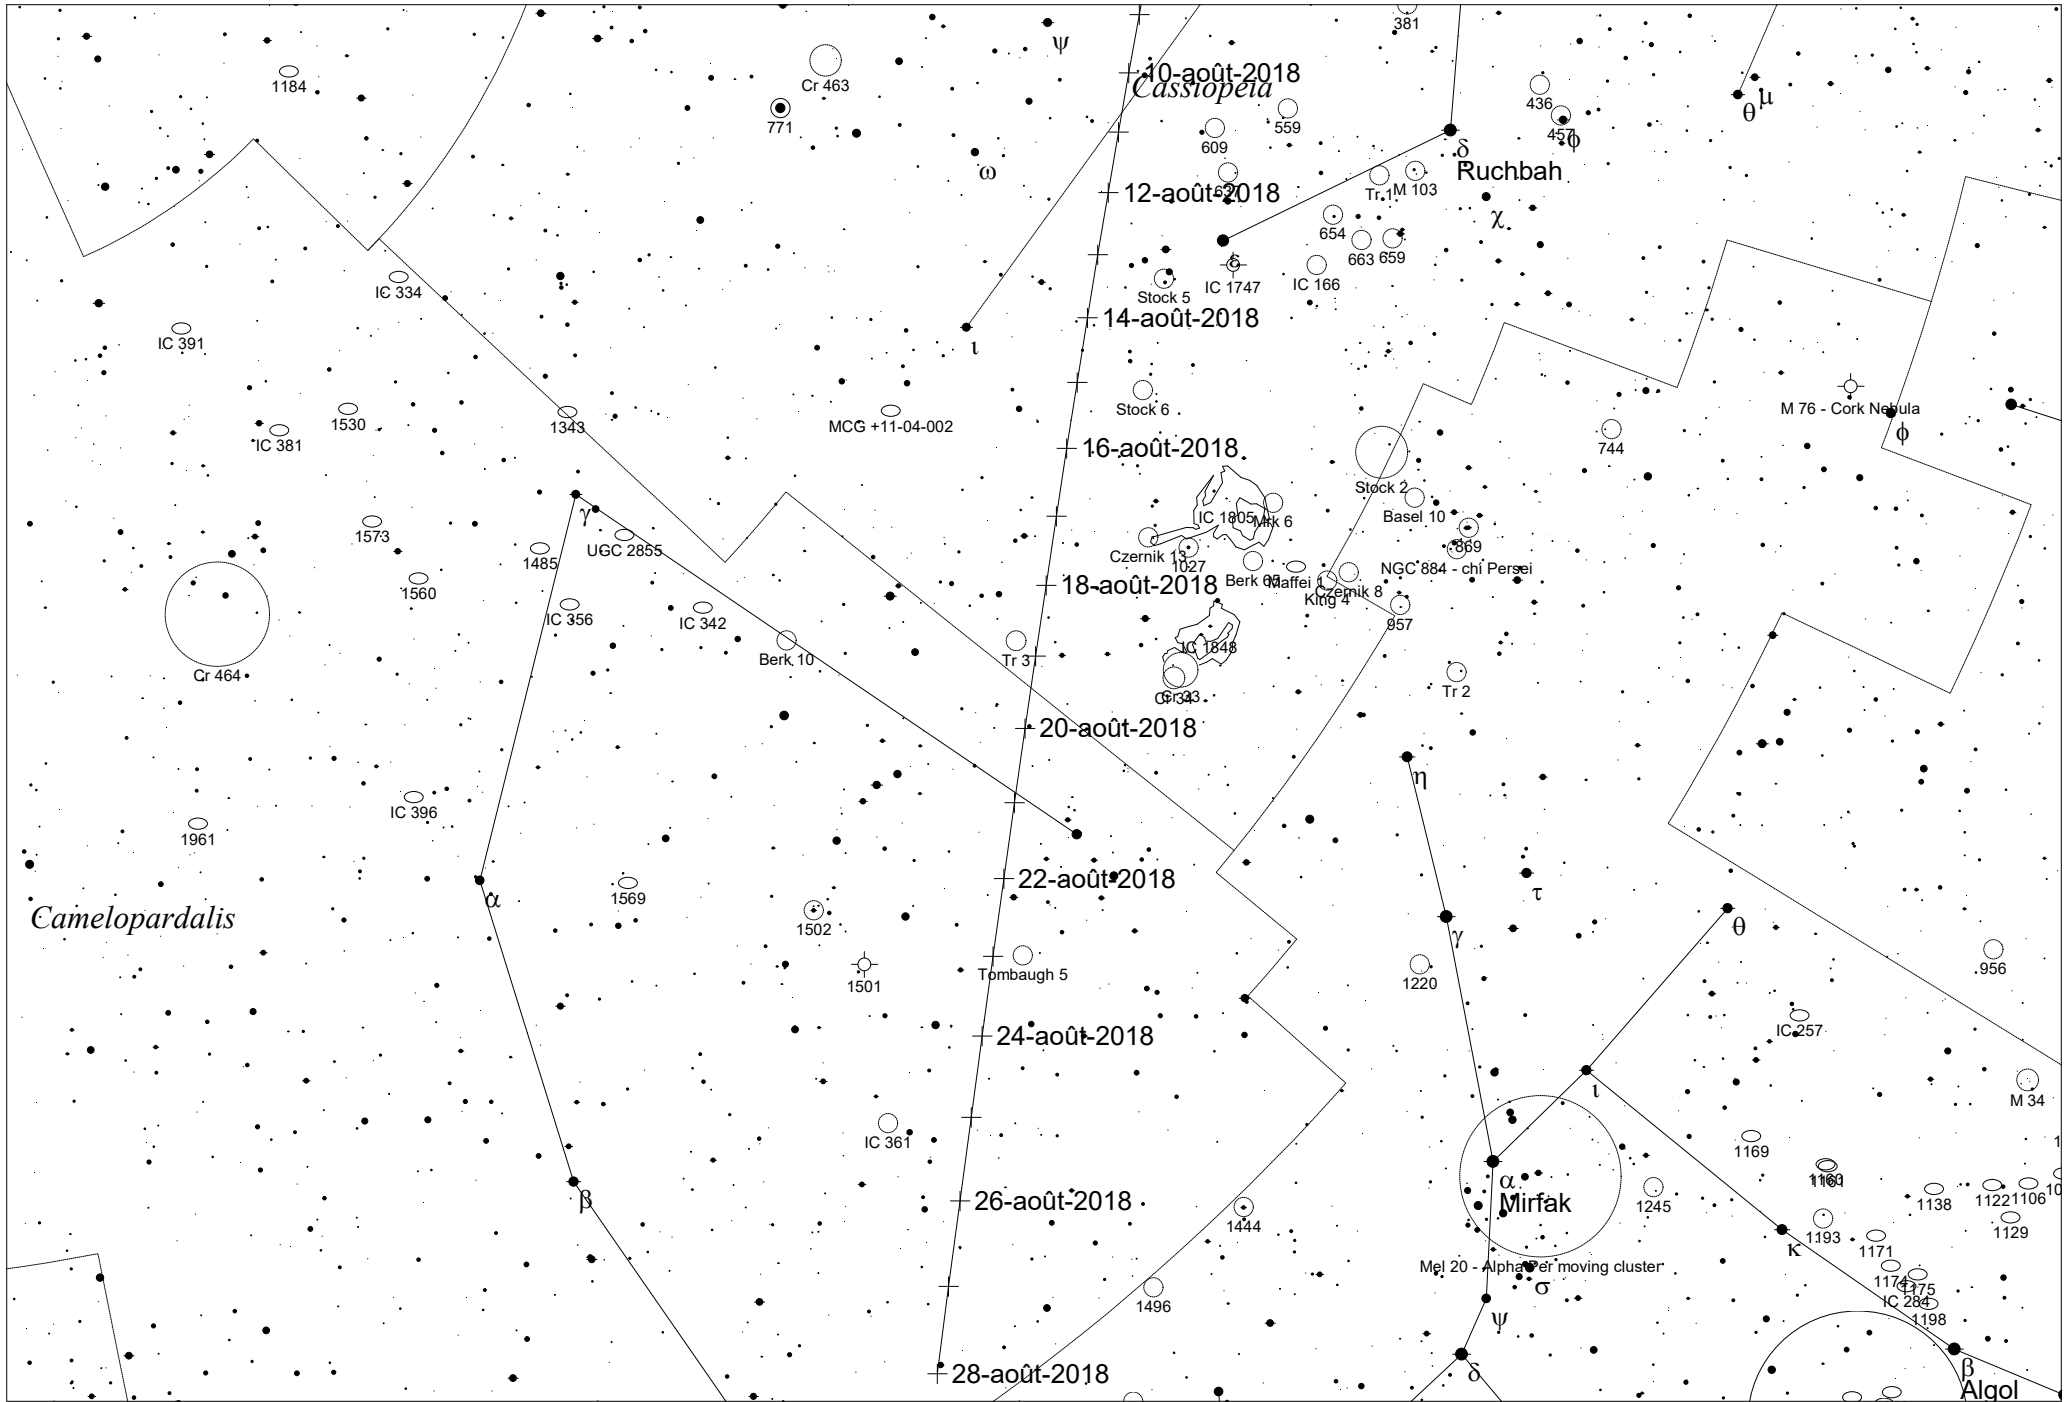 381
ψ
10-août-2018
Cassiopeia
1184
Cr 463
436
θ
μ
771
559
457
ϕ
609
δ
Ruchbah
ω
637
12-août-2018
Tr 1
M 103
χ
654
663
659
ε
IC 334
IC 1747
IC 166
Stock 5
14-août-2018
IC 391
ι
Stock 6
M 76 - Cork Nebula
1530
1343
MCG +11-04-002
IC 381
16-août-2018
744
ϕ
Stock 2
γ
IC 1805
Mrk 6
Basel 10
1573
UGC 2855
1485
Czernik 13
1027
869
NGC 884 - chi Persei
18-août-2018
Berk 65
Maffei 1
Czernik 8
King 4
1560
IC 356
IC 342
957
Berk 10
Tr 3
IC 1848
Cr 464
Cr 33
Cr 34
Tr 2
20-août-2018
η
IC 396
1961
22-août-2018
α
1569
τ
Camelopardalis
1502
γ
θ
Tombaugh 5
1501
1220
956
24-août-2018
IC 257
ι
M 34
IC 361
1169
α
Mirfak
1160
1161
26-août-2018
β
1444
1245
1138
1122
1106
10
1
1193
1129
κ
1171
Mel 20 - Alpha Per moving cluster
σ
1174
1175
IC 284
1198
1496
ψ
28-août-2018
δ
β
Algol